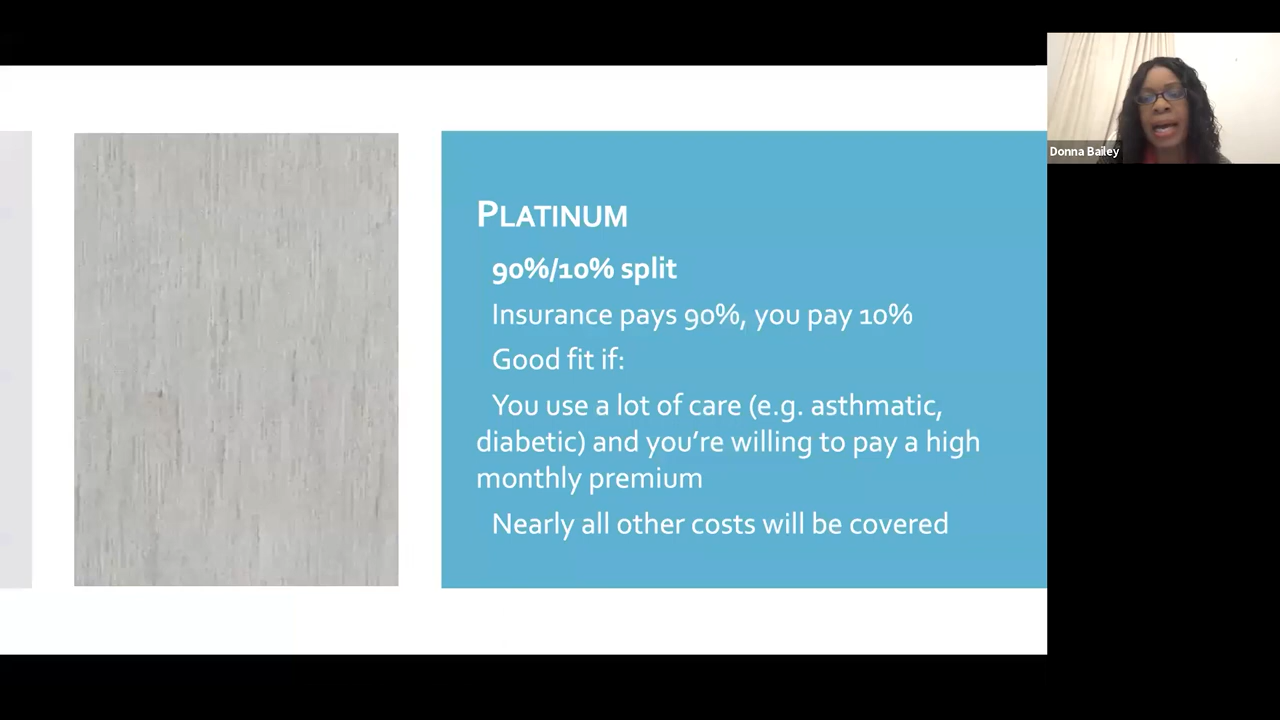 PLATINUM
90%/10% split
Insurance pays 90%, you pay 10%
Good fit if:
You use a lot of care (e.g. asthmatic,
diabetic) and you’re willing to pay a high
monthly premium
Nearly all other costs will be covered
Donna Bailey